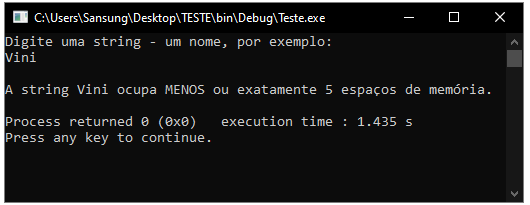 C:\Users\Sansung\Desktop\TESTE\bin\Debug\Teste.exe
Digite uma string - um nome, por exemplo:
Vini
A string Vini ocupa MENOS ou exatamente 5 espaços de memória.
Process returned 0 (0x0)   execution time : 1.435 s
Press any key to continue.